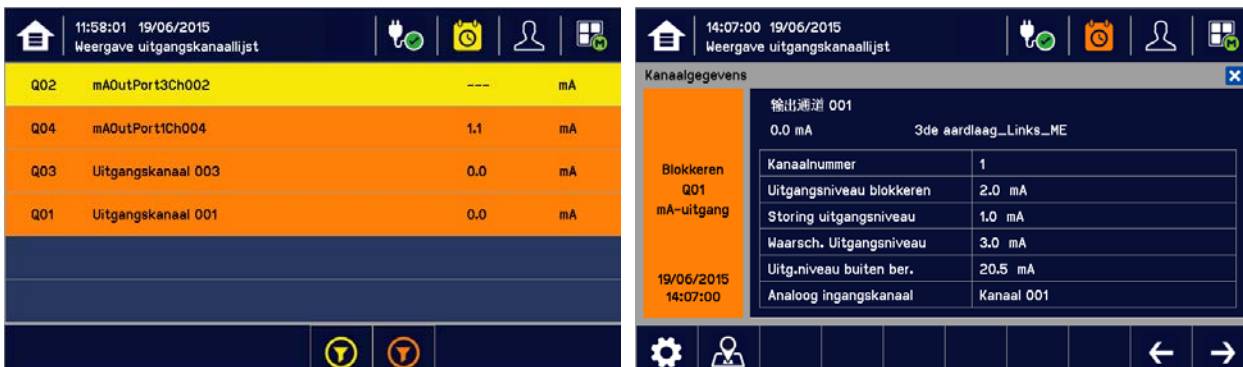 11:58:01 19/06/2015
Weergave uitgangskanaallijst
M
Q02 mAOutPort3Ch002 --- mA
Q04 mAOutPort1Ch004 1.1 mA
Q03 Uitgangskanaal 003 0.0 mA
Q01 Uitgangskanaal 001 0.0 mA
14:07:00 19/06/2015
Weergave uitgangskanaallijst
M
Kanaalgegevens
Blokkeren
Q01
mA-uitgang
19/06/2015
14:07:00
输出通道 001
0.0 mA 3de aardlaag_Links_ME
Kanaalnummer 1
Uitgangsniveau blokkeren 2.0 mA
Storing uitgangsniveau 1.0 mA
Waarsch. Uitgangsniveau 3.0 mA
Uitg.niveau buiten ber. 20.5 mA
Analoog ingangskanaal Kanaal 001